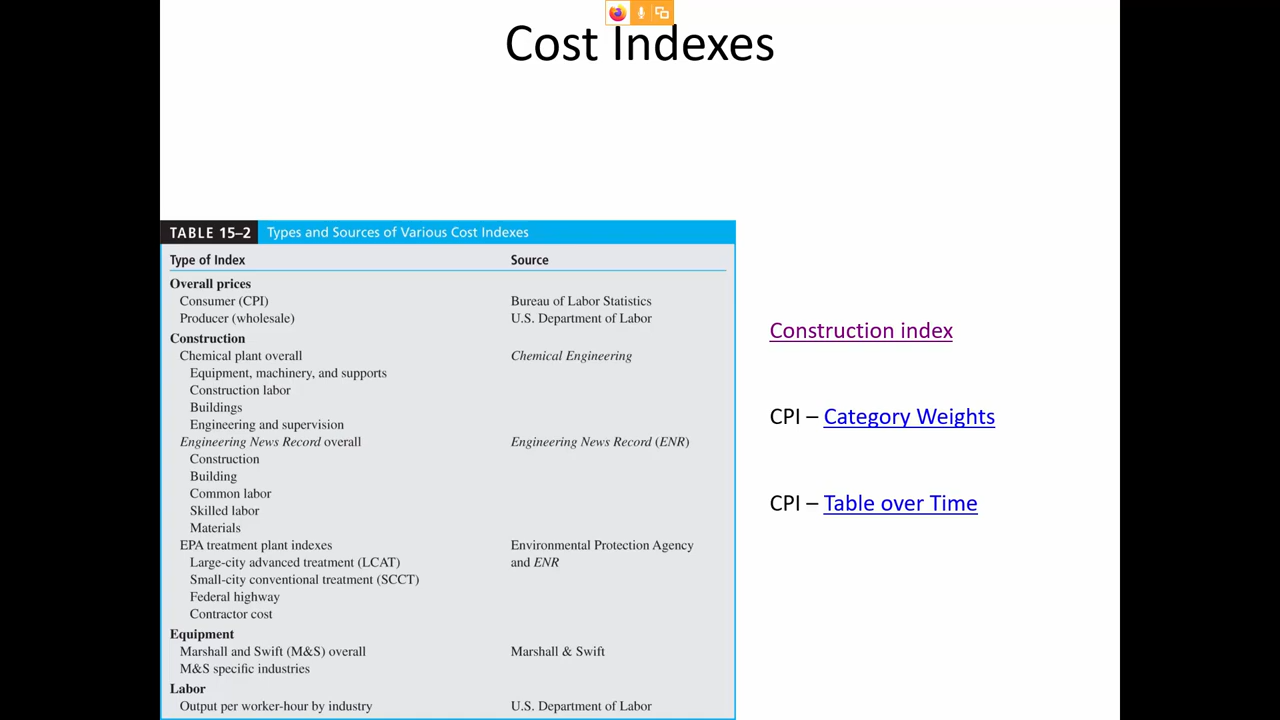 Cost Indexes
TABLE 15–2 Types and Sources of Various Cost Indexes
Type of Index Source
Overall prices
Consumer (CPI) Bureau of Labor Statistics
Producer (wholesale) U.S. Department of Labor
Construction
Chemical plant overall Chemical Engineering
Equipment, machinery, and supports
Construction labor
Buildings
Engineering and supervision
Engineering News Record overall Engineering News Record (ENR)
Construction
Building
Common labor
Skilled labor
Materials
EPA treatment plant indexes Environmental Protection Agency
Large-city advanced treatment (LCAT) and ENR
Small-city conventional treatment (SCCT)
Federal highway
Contractor cost
Equipment
Marshall and Swift (M&S) overall Marshall & Swift
M&S specific industries
Labor
Output per worker-hour by industry U.S. Department of Labor
Construction index
CPI – Category Weights
CPI – Table over Time